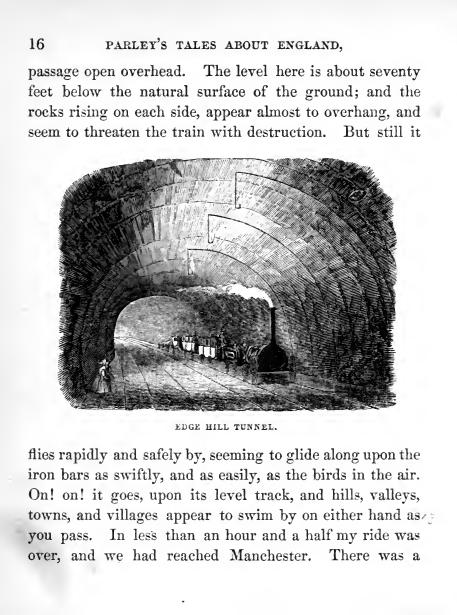 16 PARLEY'S TALES ABOUT ENGLAND,
passage open overhead. The level here is about seventy
feet below the natural surface of the ground; and the
rocks rising on each side, appear almost to overhang, and
seem to threaten the train with destruction. But still it
EDGE HILL TUNNEL.
flies rapidly and safely by, seeming to glide along upon the
iron bars as swiftly, and as easily, as the birds in the air.
On! on! it goes, upon its level track, and hills, valleys,
towns, and villages appear to swim by on either hand as
you pass. In less than an hour and a half my ride was
over, and we had reached Manchester. There was a